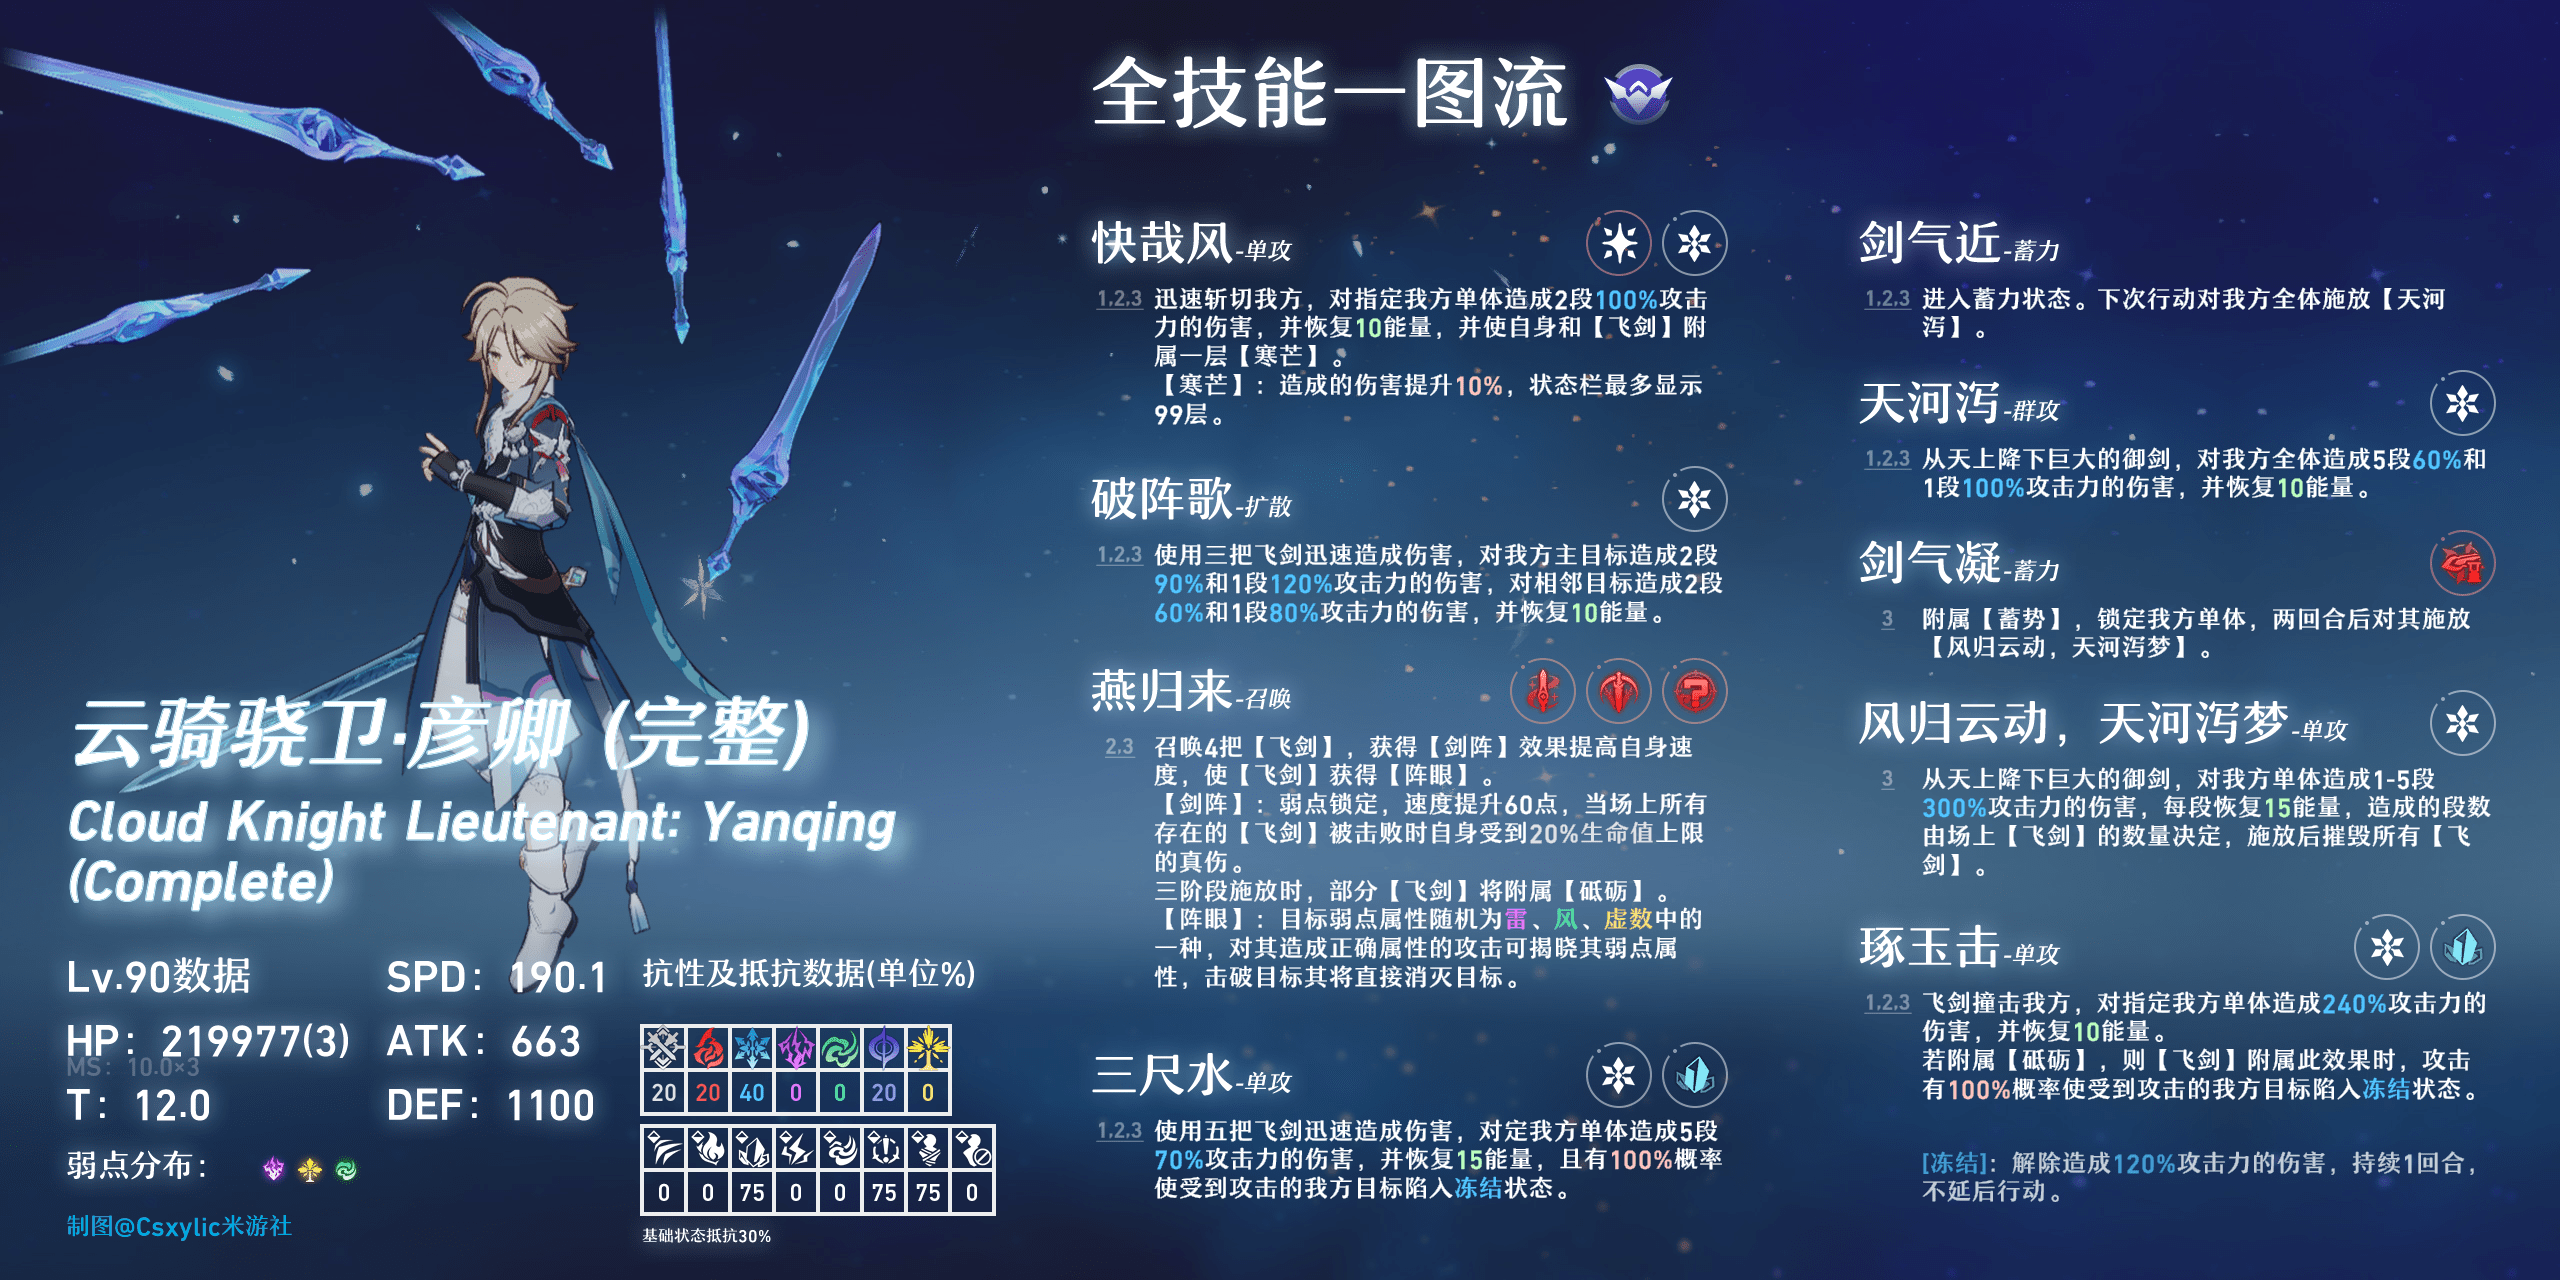 全技能一图流
云骑骁卫·彦卿（完整）
Cloud Knight Lieutenant: Yanqing
(Complete)
Lv.90数据
SPD: 190.1
HP: 219977(3)
ATK: 663
MS: 10.0×3
T: 12.0
DEF: 1100
弱点分布:
制图@Csxylic米游社
抗性及抵抗数据(单位%)
20 20 40 0 0 20 0
0 0 75 0 0 75 75 0
基础状态抵抗30%
快哉风-单攻
1,2,3 迅速斩切我方，对指定我方单体造成2段100%攻击
力的伤害，并恢复10能量，并使自身和【飞剑】附
属一层【寒芒】。
【寒芒】：造成的伤害提升10%，状态栏最多显示
99层。
破阵歌-扩散
1,2,3 使用三把飞剑迅速造成伤害，对我方主目标造成2段
90%和1段120%攻击力的伤害，对相邻目标造成2段
60%和1段80%攻击力的伤害，并恢复10能量。
燕归来-召唤
2,3 召唤4把【飞剑】，获得【剑阵】效果提高自身速
度，使【飞剑】获得【阵眼】。
【剑阵】：弱点锁定，速度提升60点，当场上所有
存在的【飞剑】被击败时自身受到20%生命值上限
的真伤。
三阶段施放时，部分【飞剑】将附属【砥砺】。
【阵眼】：目标弱点属性随机为雷、风、虚数中的
一种，对其造成正确属性的攻击可揭晓其弱点属
性，击破目标其将直接消灭目标。
三尺水-单攻
1,2,3 使用五把飞剑迅速造成伤害，对定我方单体造成5段
70%攻击力的伤害，并恢复15能量，且有100%概率
使受到攻击的我方目标陷入冻结状态。
剑气近-蓄力
1,2,3 进入蓄力状态。下次行动对我方全体施放【天河
泻】。
天河泻-群攻
1,2,3 从天上降下巨大的御剑，对我方全体造成5段60%和
1段100%攻击力的伤害，并恢复10能量。
剑气凝-蓄力
3 附属【蓄势】，锁定我方单体，两回合后对其施放
【风归云动，天河泻梦】。
风归云动，天河泻梦-单攻
3 从天上降下巨大的御剑，对我方单体造成1-5段
300%攻击力的伤害，每段恢复15能量，造成的段数
由场上【飞剑】的数量决定，施放后摧毁所有【飞
剑】。
琢玉击-单攻
1,2,3 飞剑撞击我方，对指定我方单体造成240%攻击力的
伤害，并恢复10能量。
若附属【砥砺】，则【飞剑】附属此效果时，攻击
有100%概率使受到攻击的我方目标陷入冻结状态。
[冻结]：解除造成120%攻击力的伤害，持续1回合，
不延后行动。